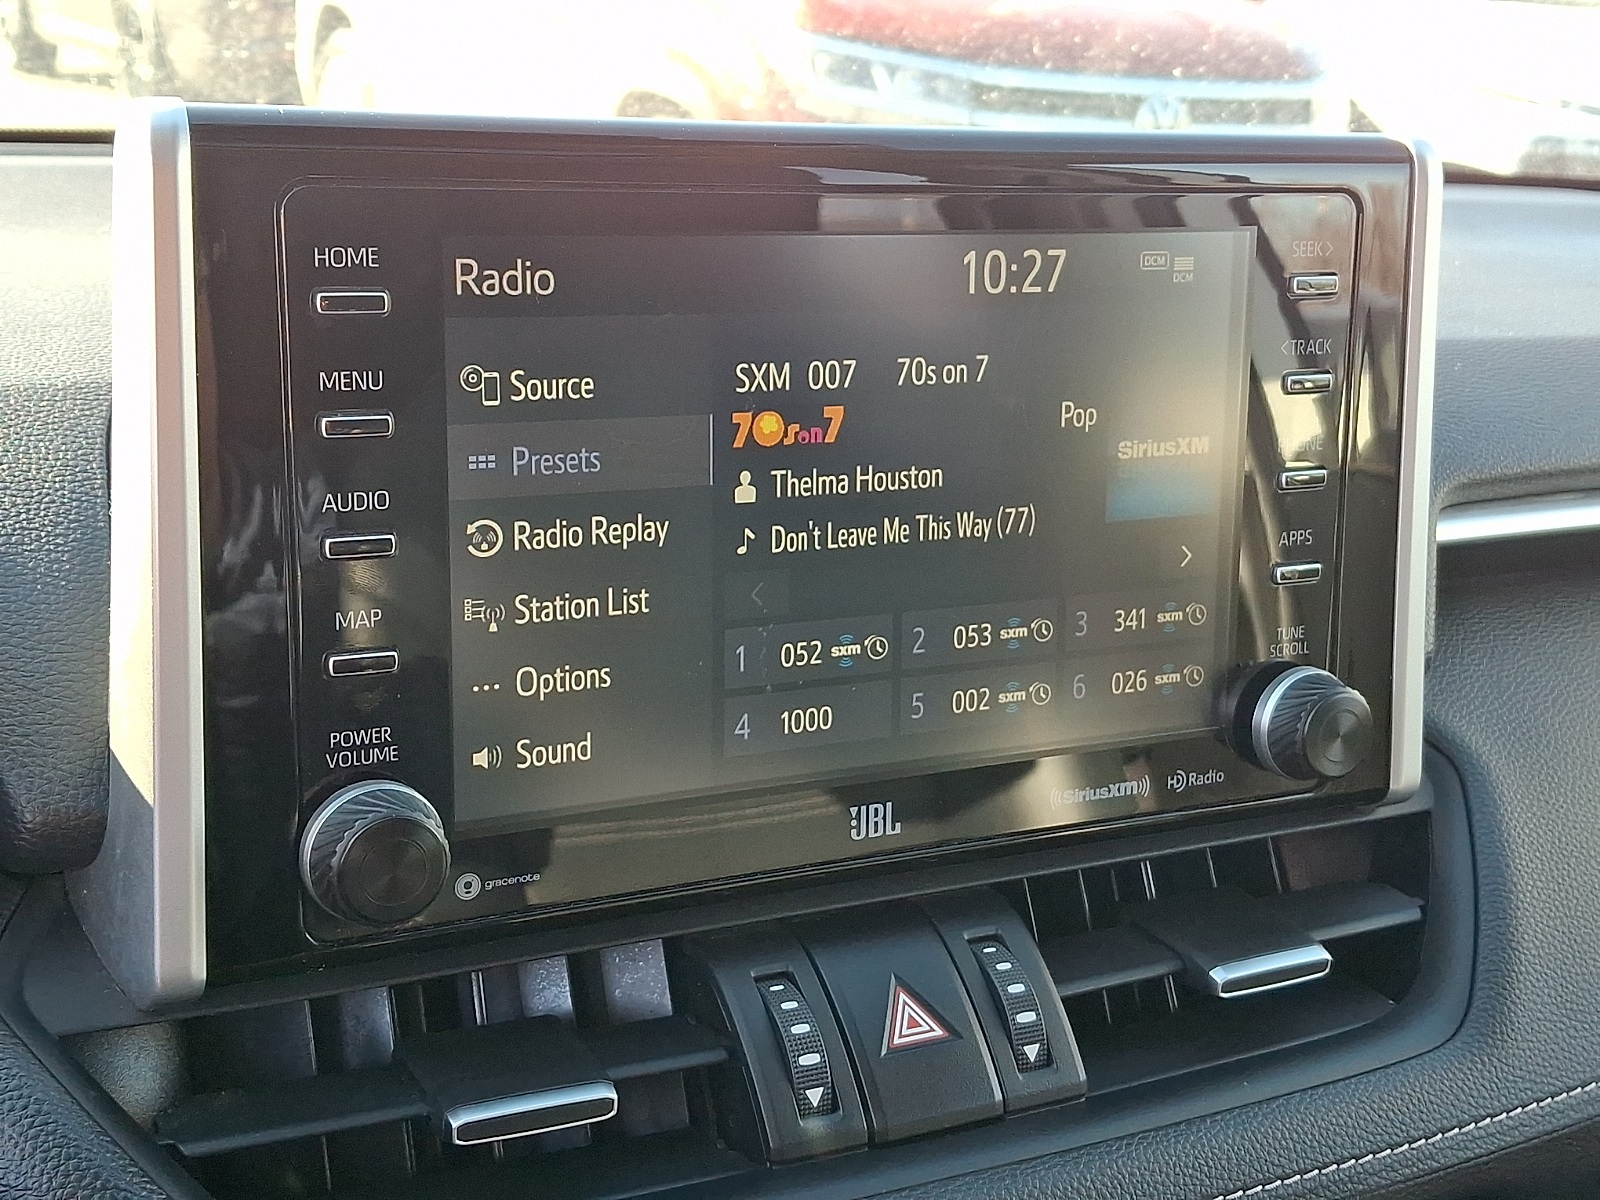 HOME
MENU
AUDIO
MAP
POWER
VOLUME
Radio
10:27
DCM
DCM
Source
Presets
Radio Replay
Station List
Options
Sound
SXM 007 70s on 7
70s on 7
Pop
SiriusXM
Thelma Houston
Don't Leave Me This Way (77)
1 052 sxm
2 053 sxm
3 341 sxm
4 1000
5 002 sxm
6 026 sxm
SEEK >
< TRACK
APPS
TUNE
SCROLL
gracenote
JBL
((SiriusXM))
HD Radio